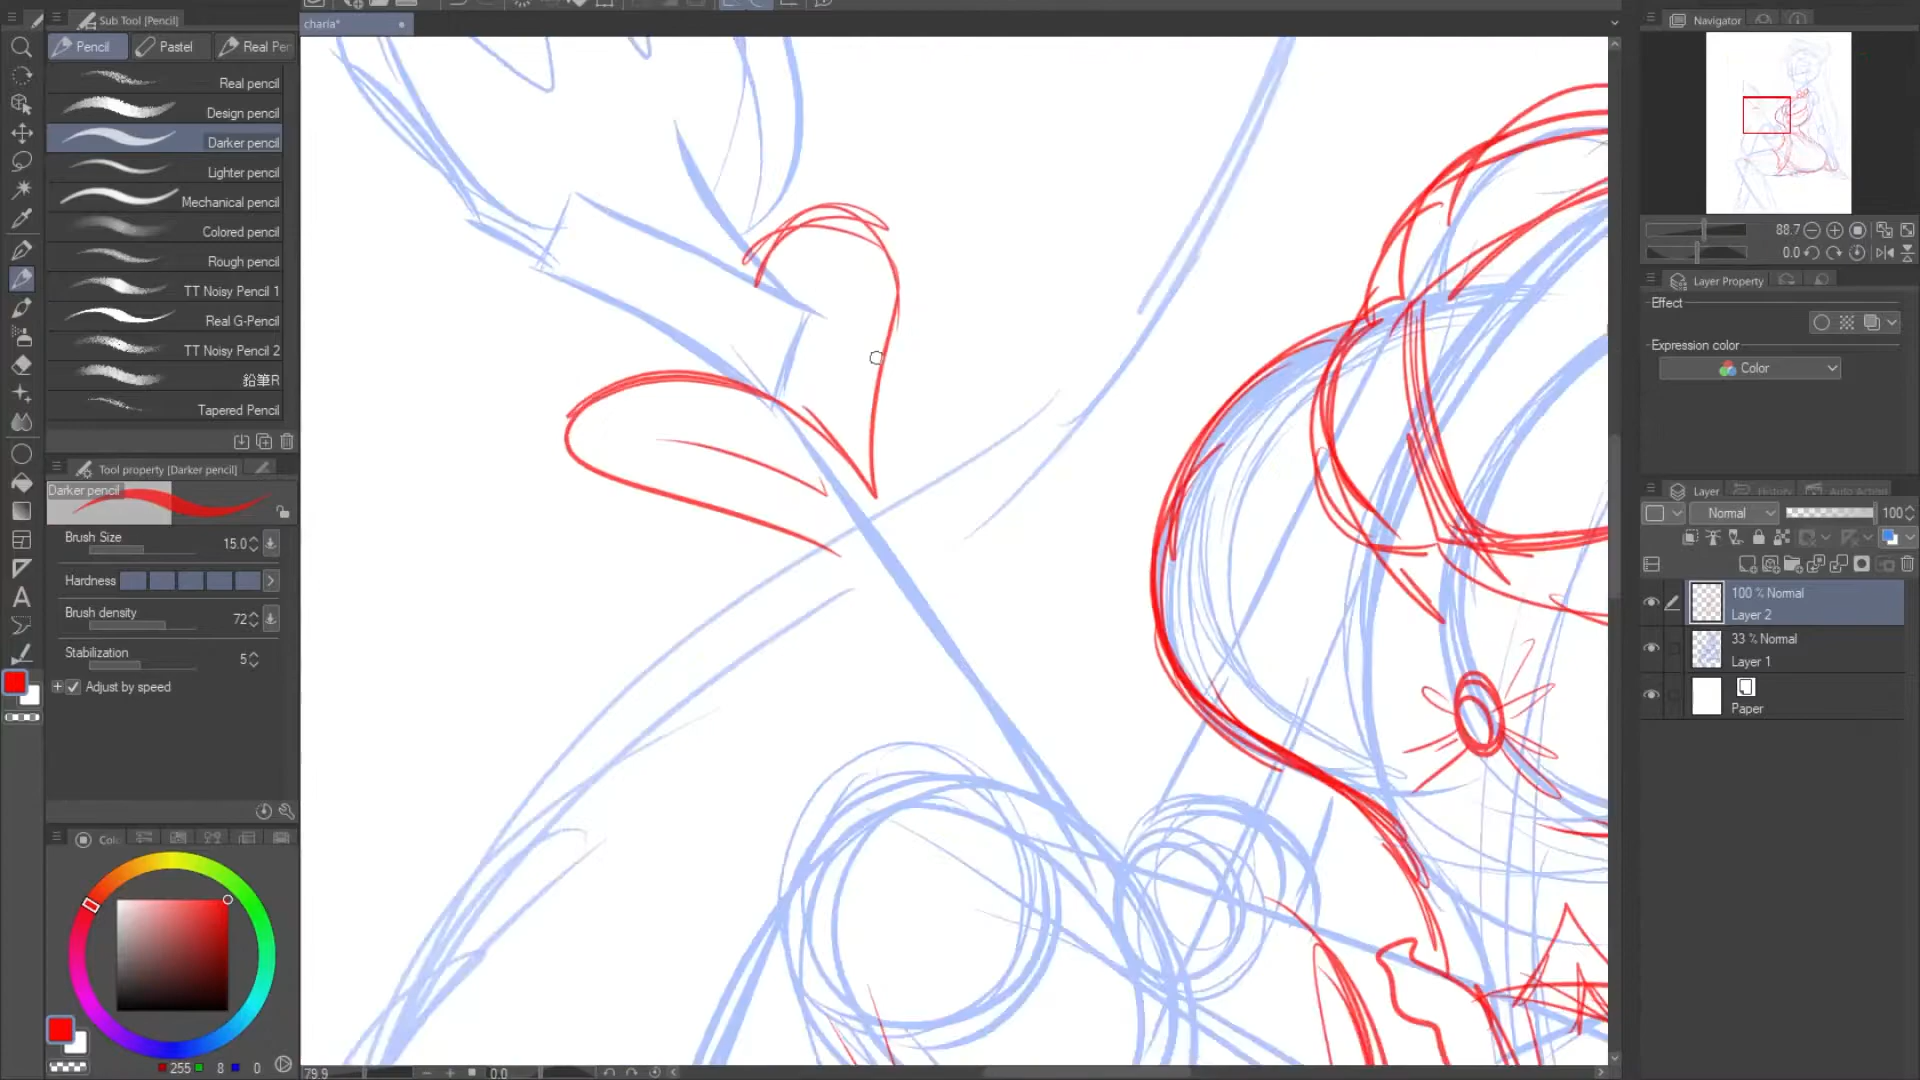 Sub Tool [Pencil]
Pencil
Pastel
Real Pen
Real pencil
Design pencil
Darker pencil
Lighter pencil
Mechanical pencil
Colored pencil
Rough pencil
TT Noisy Pencil 1
Real G-Pencil
TT Noisy Pencil 2
鉛筆R
Tapered Pencil
Tool property [Darker pencil]
Darker pencil
Brush Size
15.0
Hardness
Brush density
72
Stabilization
5
Adjust by speed
Colo
255
8
0
charla*
79.9
0.0
Navigator
88.7
0.0
Layer Property
Effect
Expression color
Color
Layer
History
Auto Action
Normal
100
100 % Normal
Layer 2
33 % Normal
Layer 1
Paper